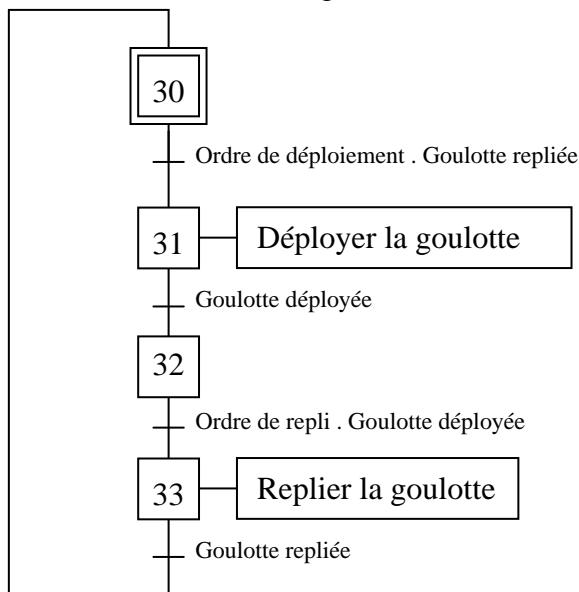 30
Ordre de déploiement . Goulotte repliée
31
Déployer la goulotte
Goulotte déployée
32
Ordre de repli . Goulotte déployée
33
Replier la goulotte
Goulotte repliée